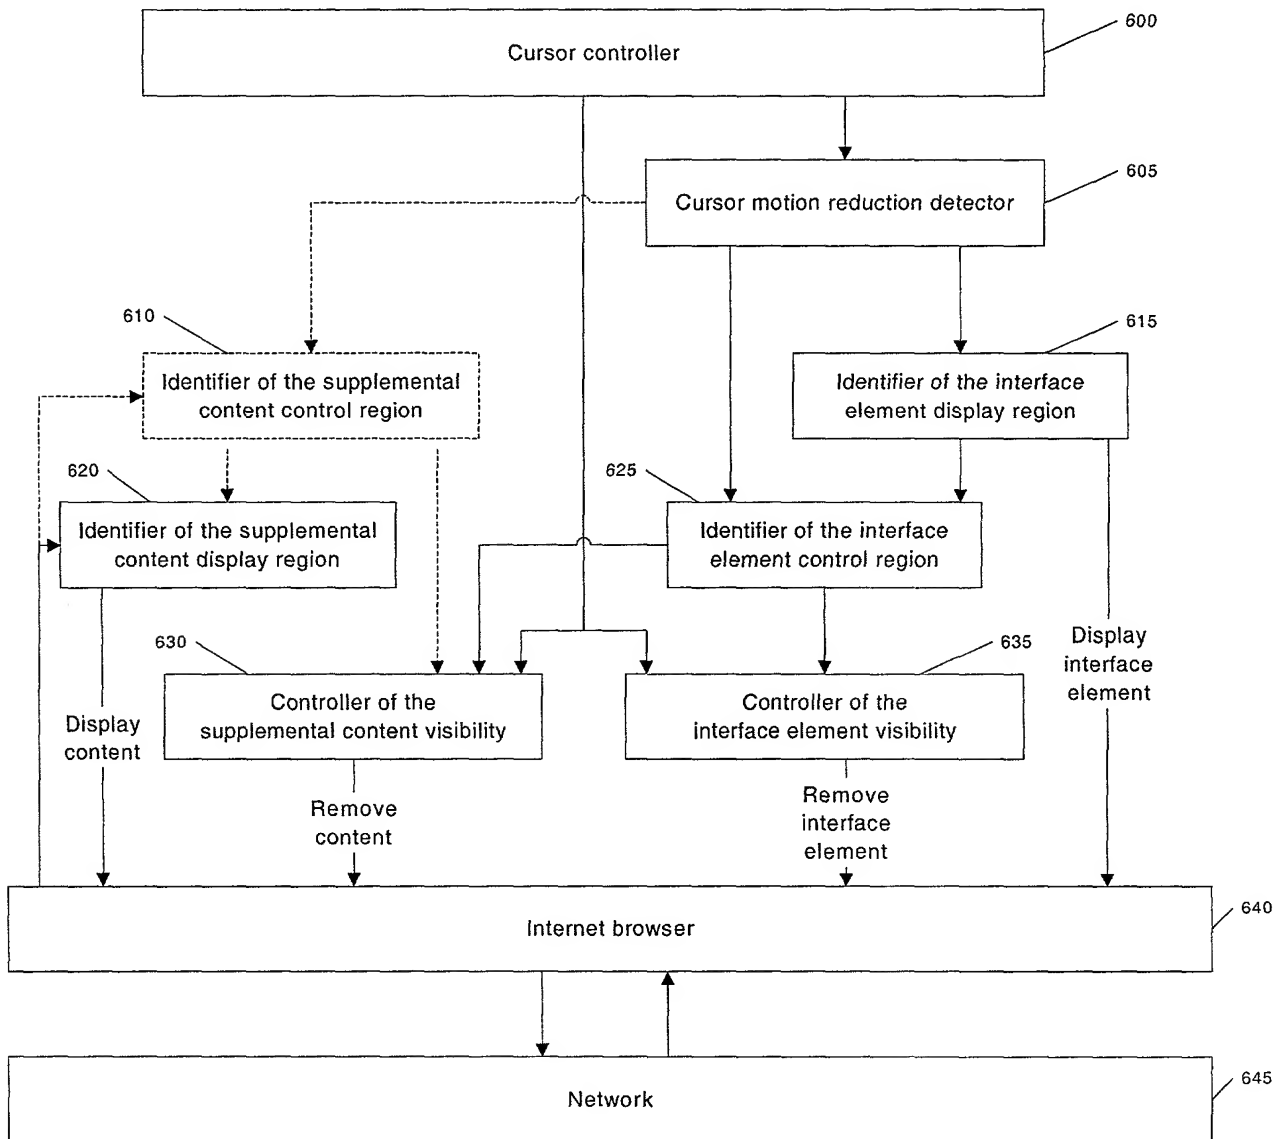 600
Cursor controller
605
Cursor motion reduction detector
610
615
Identifier of the supplemental
content control region
Identifier of the interface
element display region
620
625
Identifier of the supplemental
content display region
Identifier of the interface
element control region
630
635
Display
interface
element
Controller of the
supplemental content visibility
Controller of the
interface element visibility
Display
content
Remove
content
Remove
interface
element
640
Internet browser
645
Network